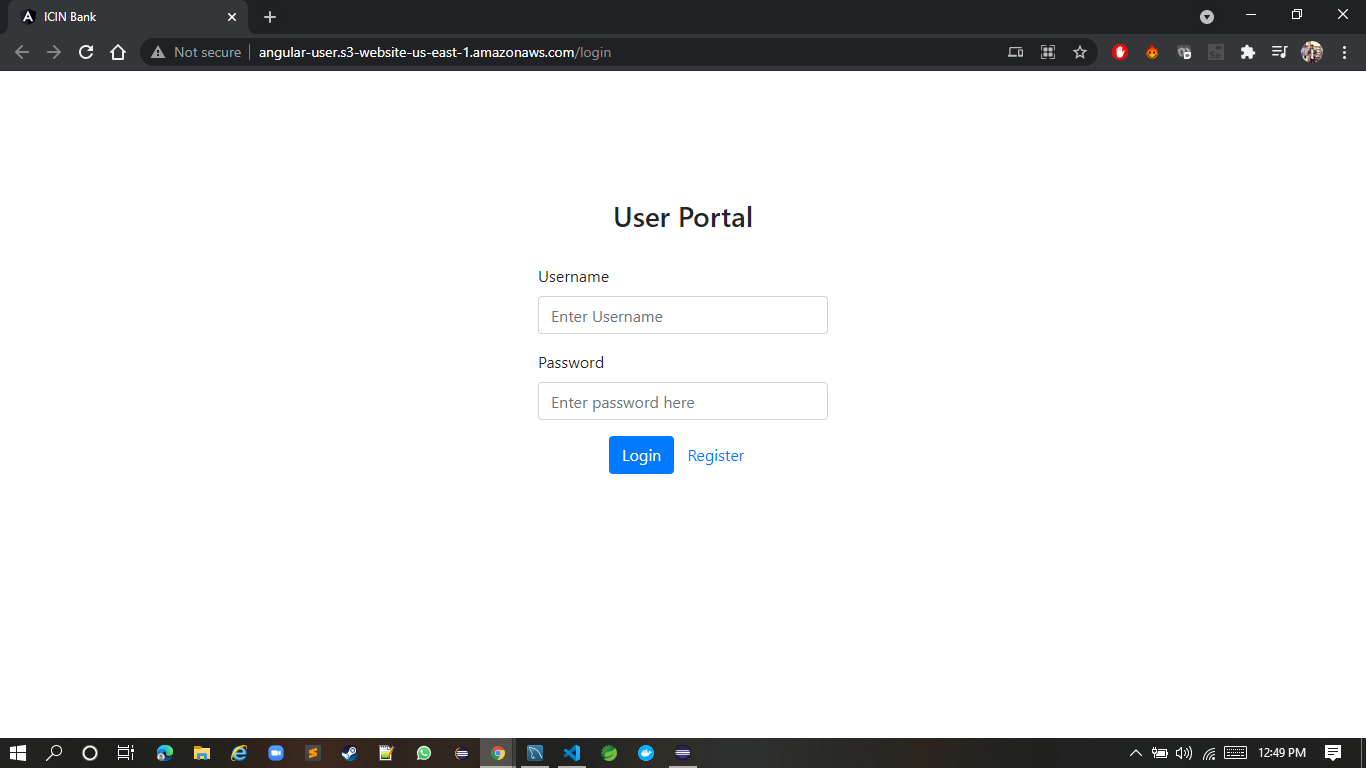 ICIN Bank
Not secure
angular-user.s3-website-us-east-1.amazonaws.com/login
User Portal
Username
Enter Username
Password
Enter password here
Login Register
12:49 PM